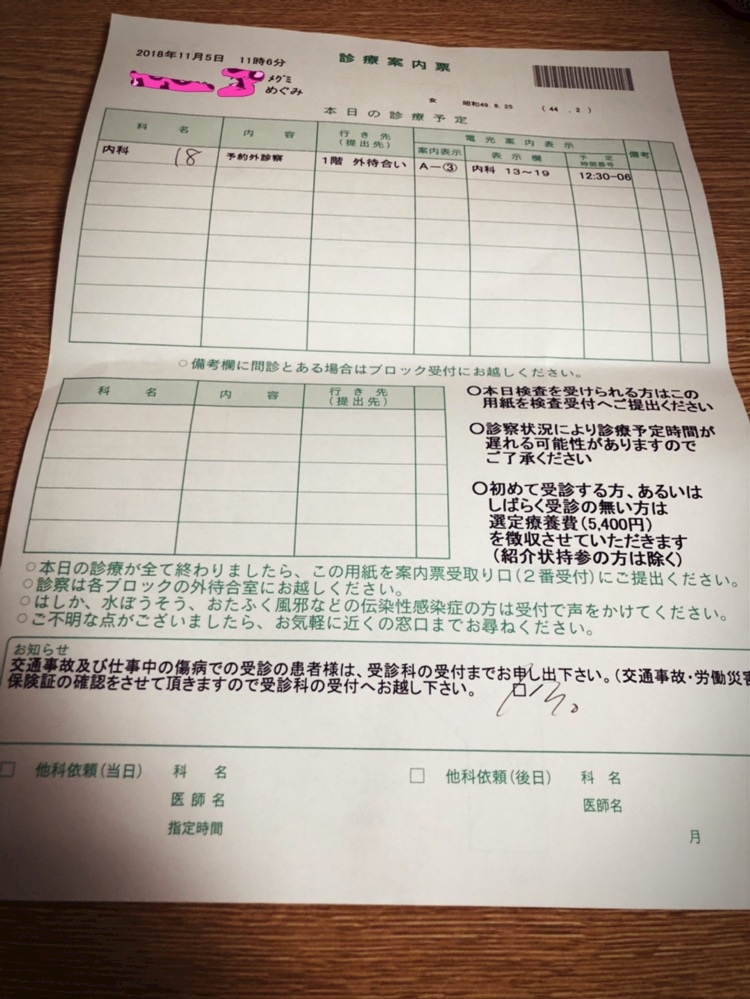 2018年11月5日 11時6分
診療案内票
メグミ
めぐみ
女 昭和49.8.25 (44.2)
本日の診療予定
科名 内容 行き先(提出先) 電光案内表示 備考
案内表示 表示欄 予定時間番号
内科 18 予約外診察 1階 外待合い A-③ 内科 13~19 12:30-06
○備考欄に問診とある場合はブロック受付にお越しください。
科名 内容 行き先(提出先)
○本日検査を受けられる方はこの
用紙を検査受付へご提出ください
○診察状況により診療予定時間が
遅れる可能性がありますので
ご了承ください
○初めて受診する方、あるいは
しばらく受診の無い方は
選定療養費(5,400円)
を徴収させていただきます
(紹介状持参の方は除く)
○本日の診療が全て終わりましたら、この用紙を案内票受取り口(2番受付)にご提出ください。
○診察は各ブロックの外待合室にお越しください。
○はしか、水ぼうそう、おたふく風邪などの伝染性感染症の方は受付で声をかけてください。
○ご不明な点がございましたら、お気軽に近くの窓口までお尋ねください。
お知らせ
交通事故及び仕事中の傷病での受診の患者様は、受診科の受付までお申し出下さい。(交通事故・労働災害
保険証の確認をさせて頂きますので受診科の受付へお越し下さい。
□ 他科依頼(当日) 科名
医師名
指定時間
□ 他科依頼(後日) 科名
医師名
月